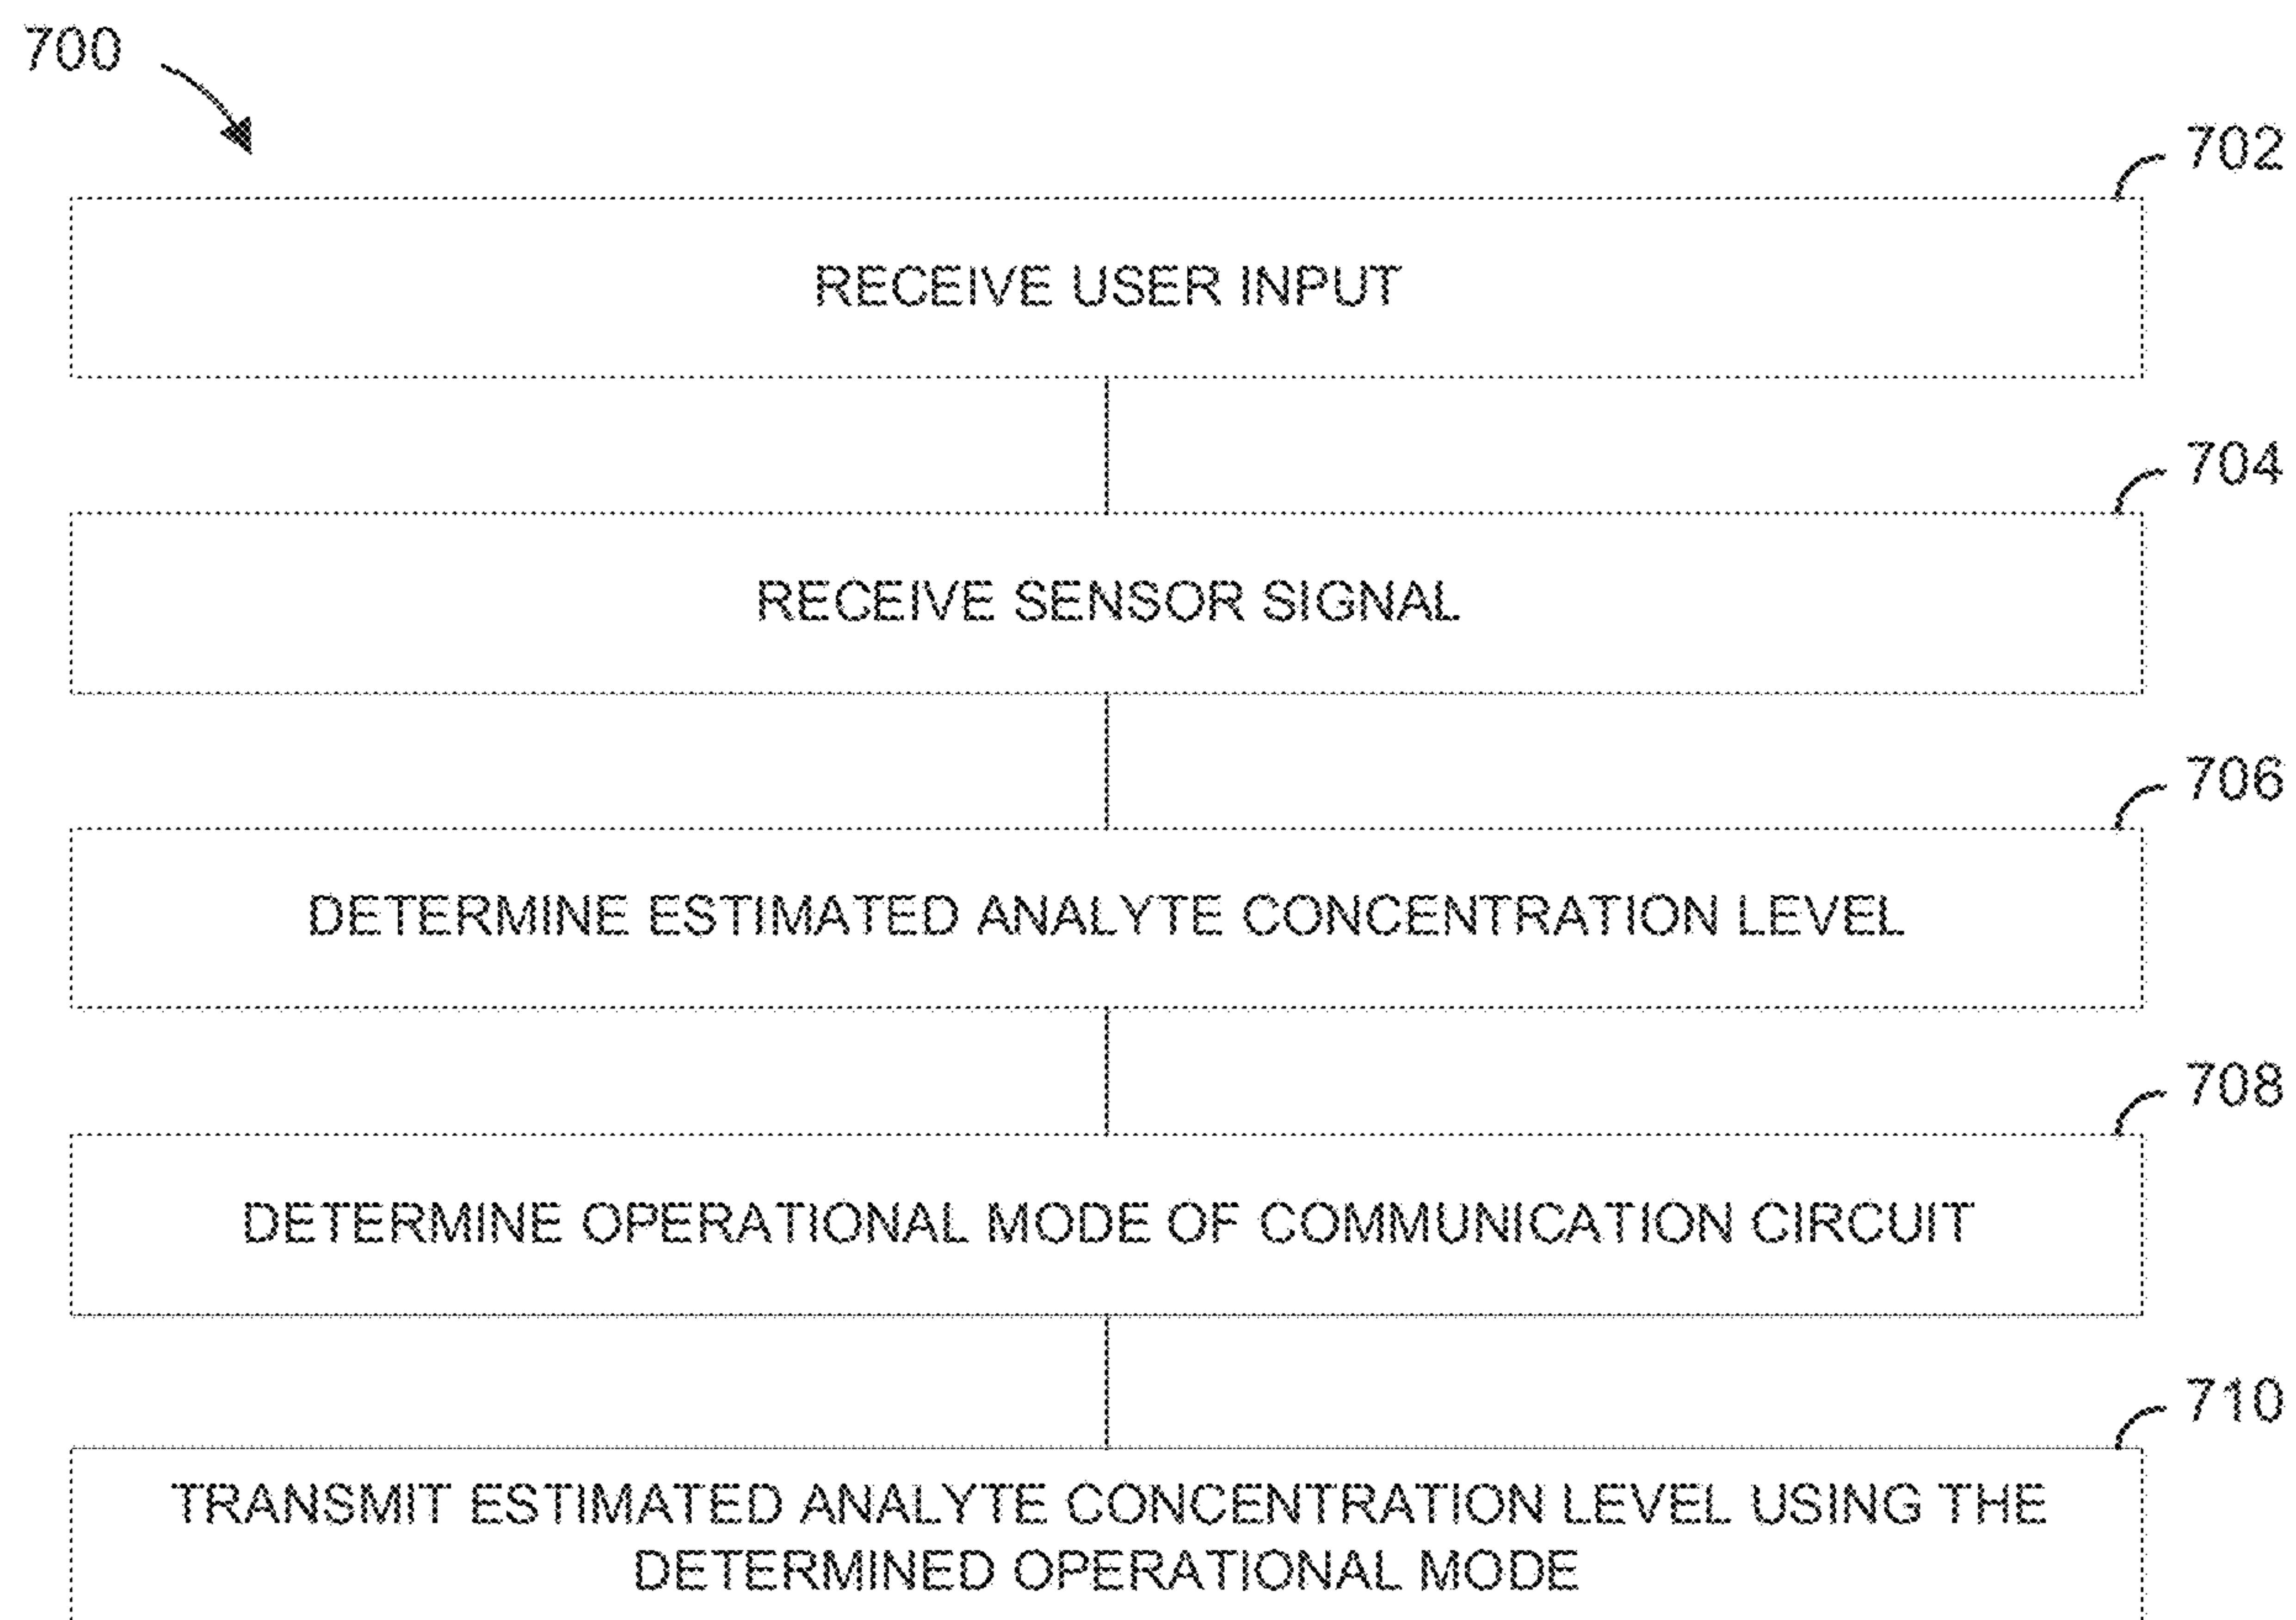 700
702
RECEIVE USER INPUT
704
RECEIVE SENSOR SIGNAL
706
DETERMINE ESTIMATED ANALYTE CONCENTRATION LEVEL
708
DETERMINE OPERATIONAL MODE OF COMMUNICATION CIRCUIT
710
TRANSMIT ESTIMATED ANALYTE CONCENTRATION LEVEL USING THE
DETERMINED OPERATIONAL MODE